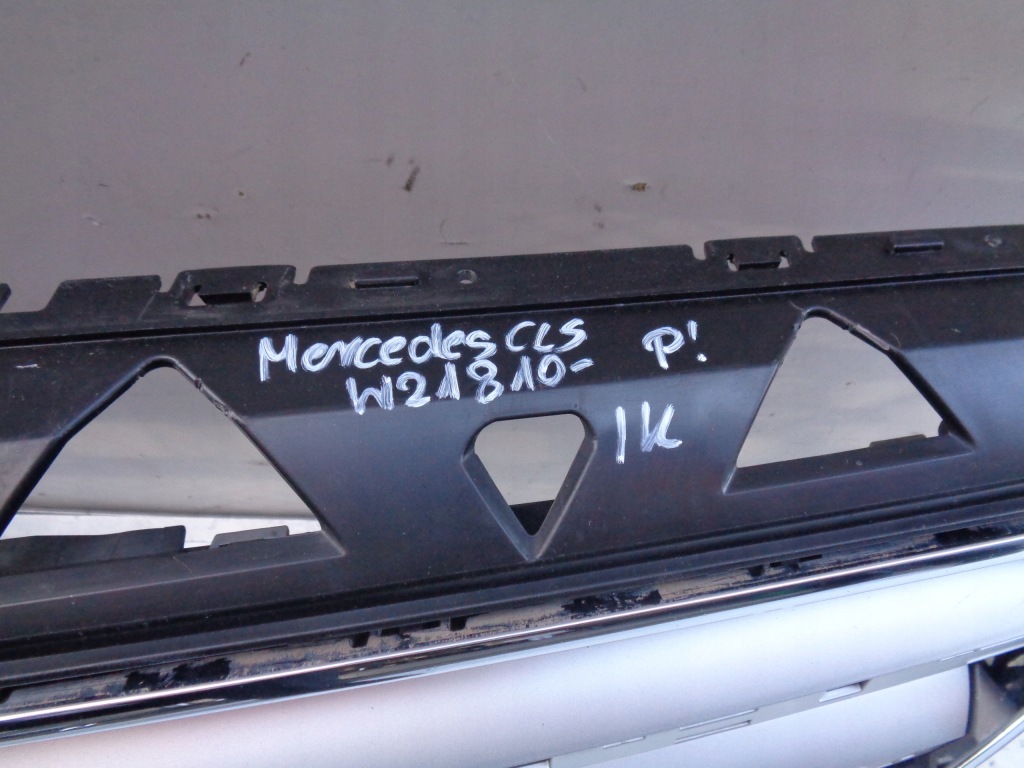 Mercedes CLS P!
W218 10-
1K